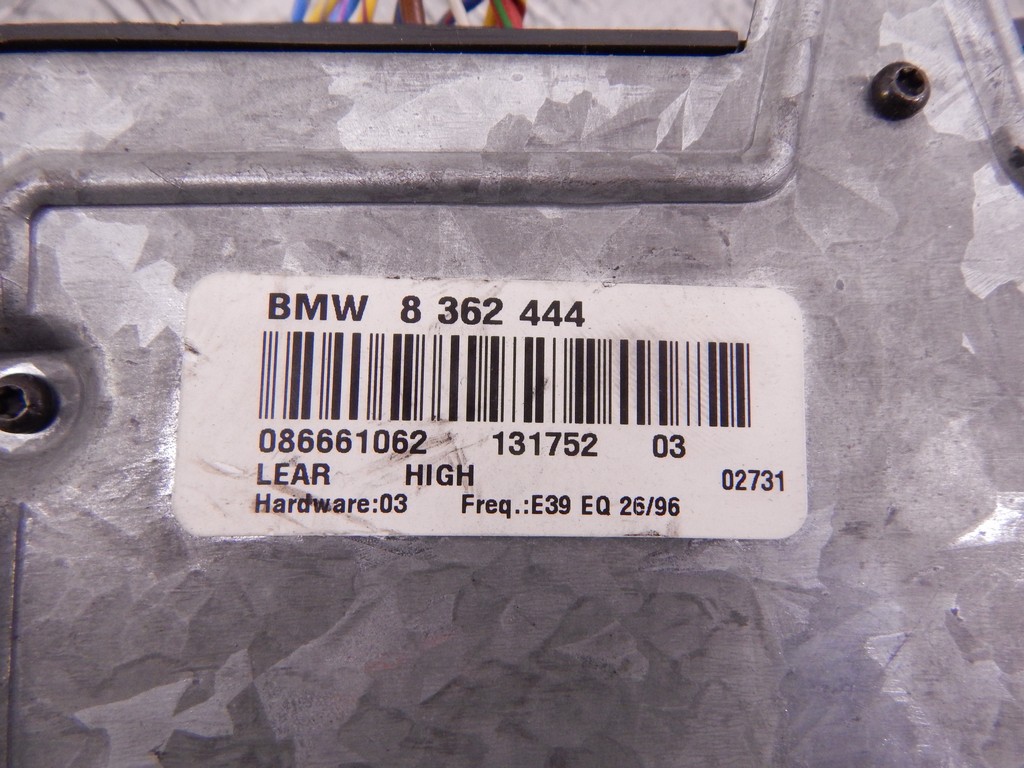 BMW 8 362 444
086661062 131752 03
LEAR HIGH 02731
Hardware:03 Freq.:E39 EQ 26/96